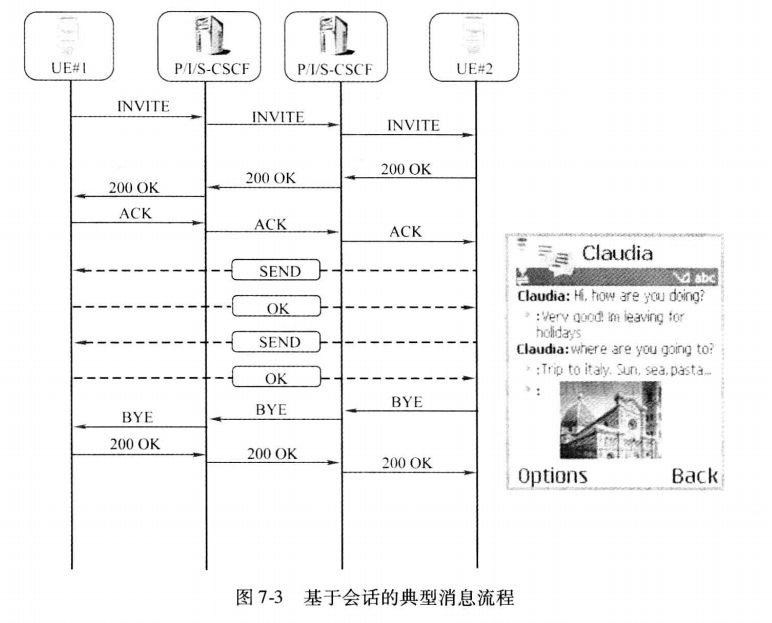 UE#1
P/I/S-CSCF
P/I/S-CSCF
UE#2
INVITE
INVITE
INVITE
200 OK
200 OK
200 OK
ACK
ACK
ACK
SEND
OK
SEND
OK
BYE
BYE
BYE
200 OK
200 OK
200 OK
Claudia
abc
Claudia: Hi, how are you doing?
:Very good! Im leaving for
holidays
Claudia: where are you going to?
:Trip to italy. Sun, sea, pasta...
:
Options Back
图 7-3 基于会话的典型消息流程